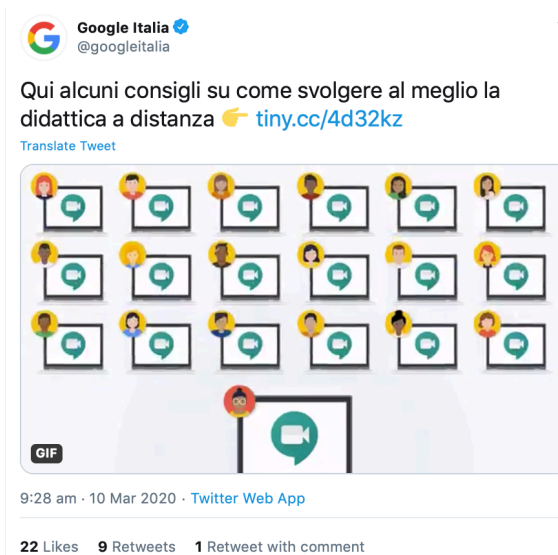 Google Italia
@googleitalia
Qui alcuni consigli su come svolgere al meglio la
didattica a distanza 👉 tiny.cc/4d32kz
Translate Tweet
GIF
9:28 am · 10 Mar 2020 · Twitter Web App
22 Likes 9 Retweets 1 Retweet with comment